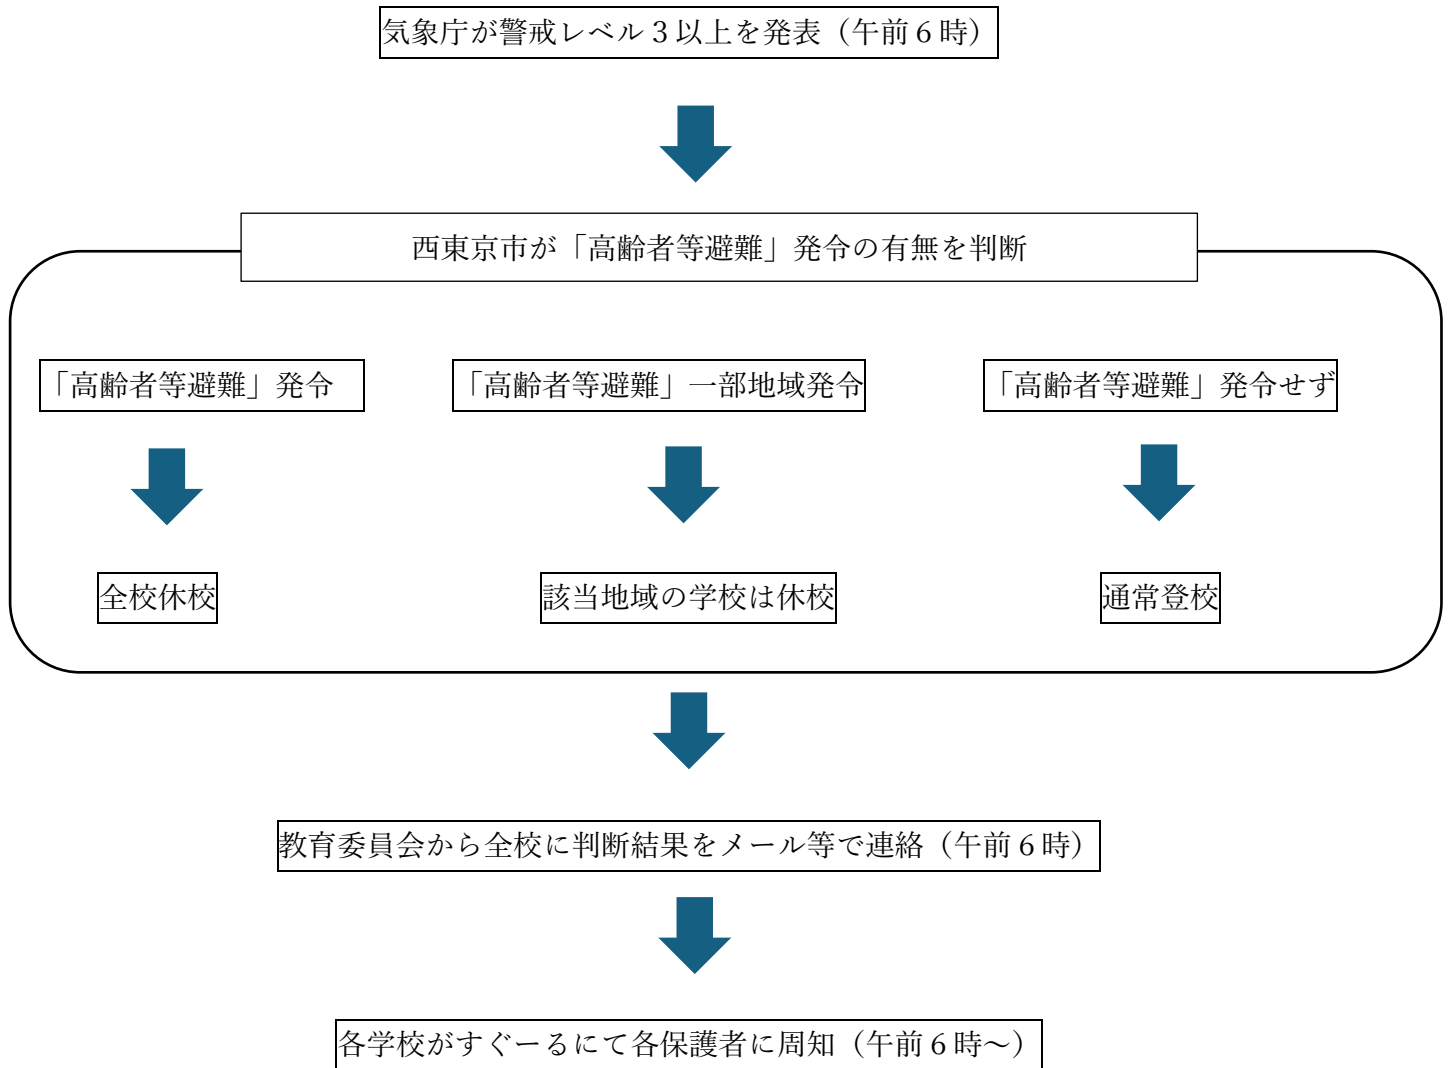 気象庁が警戒レベル３以上を発表（午前６時）
西東京市が「高齢者等避難」発令の有無を判断
「高齢者等避難」発令
「高齢者等避難」一部地域発令
「高齢者等避難」発令せず
全校休校
該当地域の学校は休校
通常登校
教育委員会から全校に判断結果をメール等で連絡（午前６時）
各学校がすぐーるにて各保護者に周知（午前６時～）